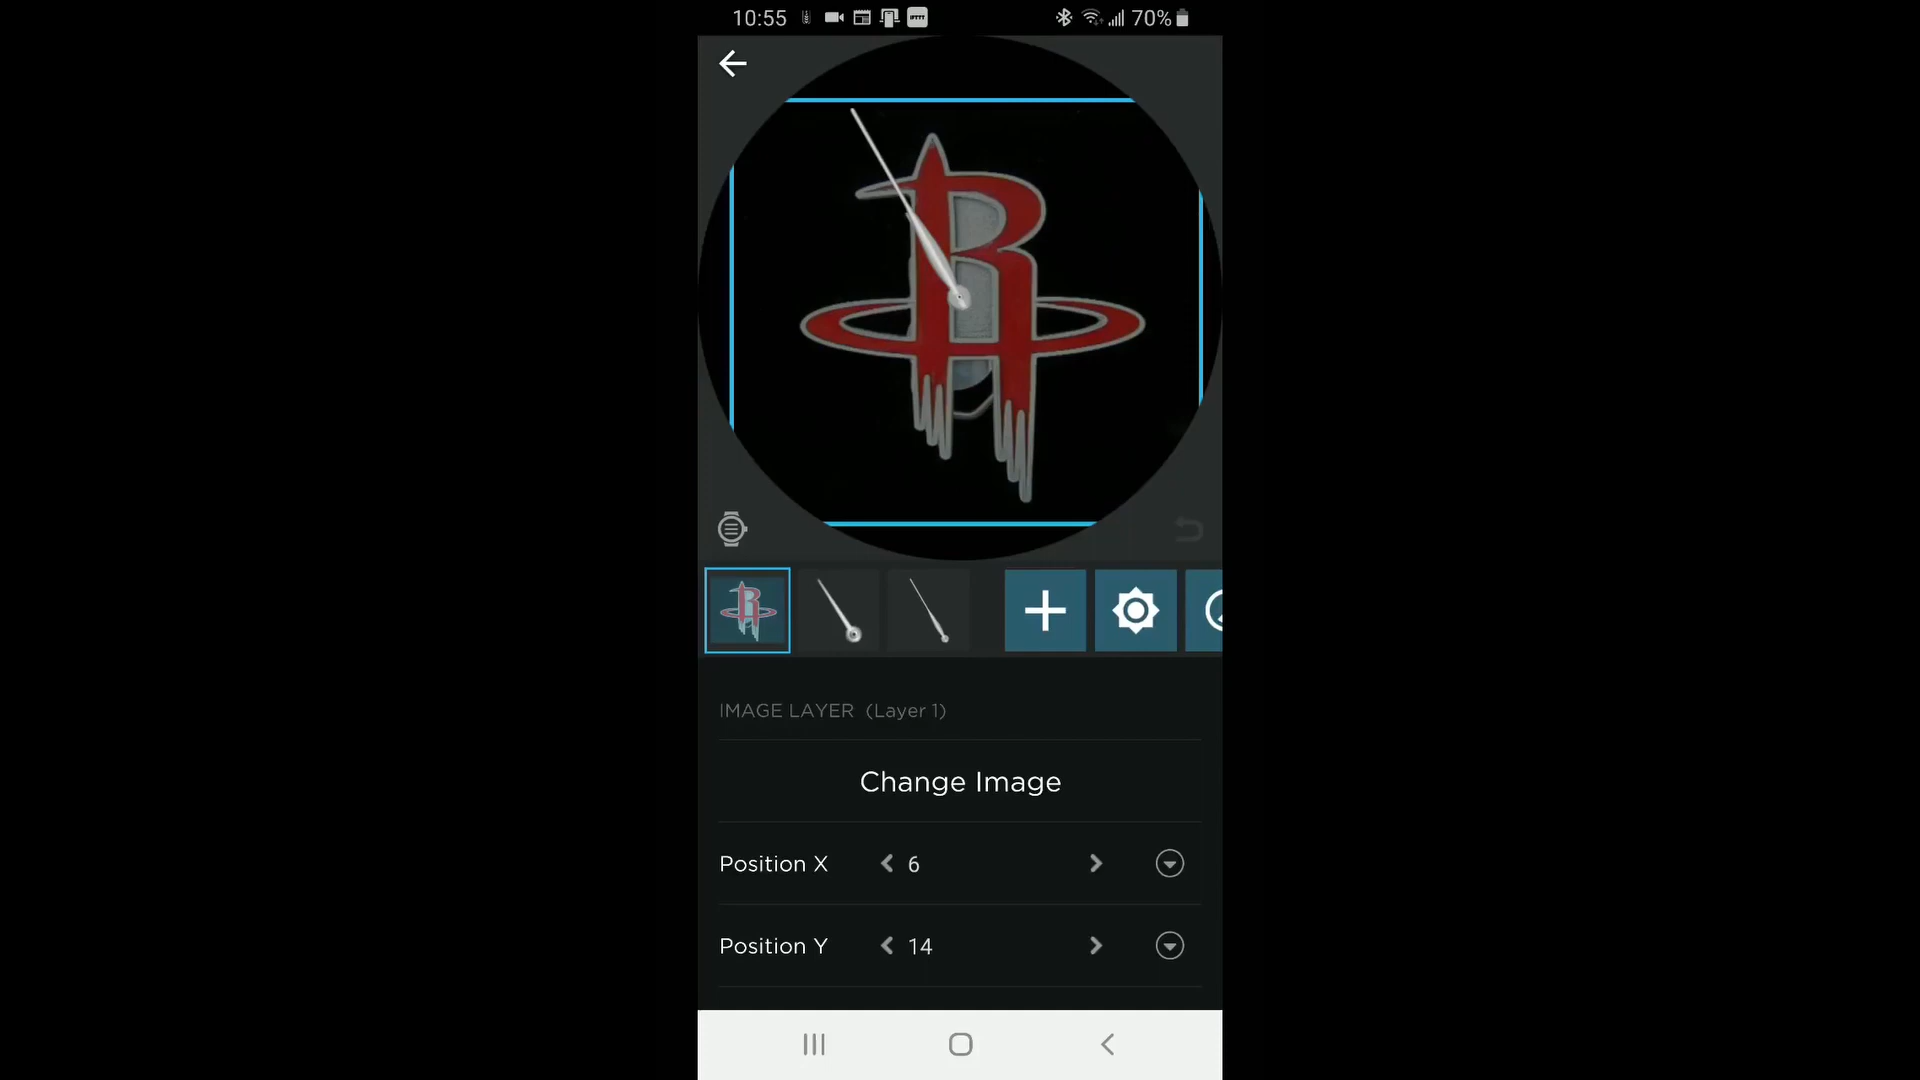 10:55
70%
IMAGE LAYER (Layer 1)
Change Image
Position X 6
Position Y 14